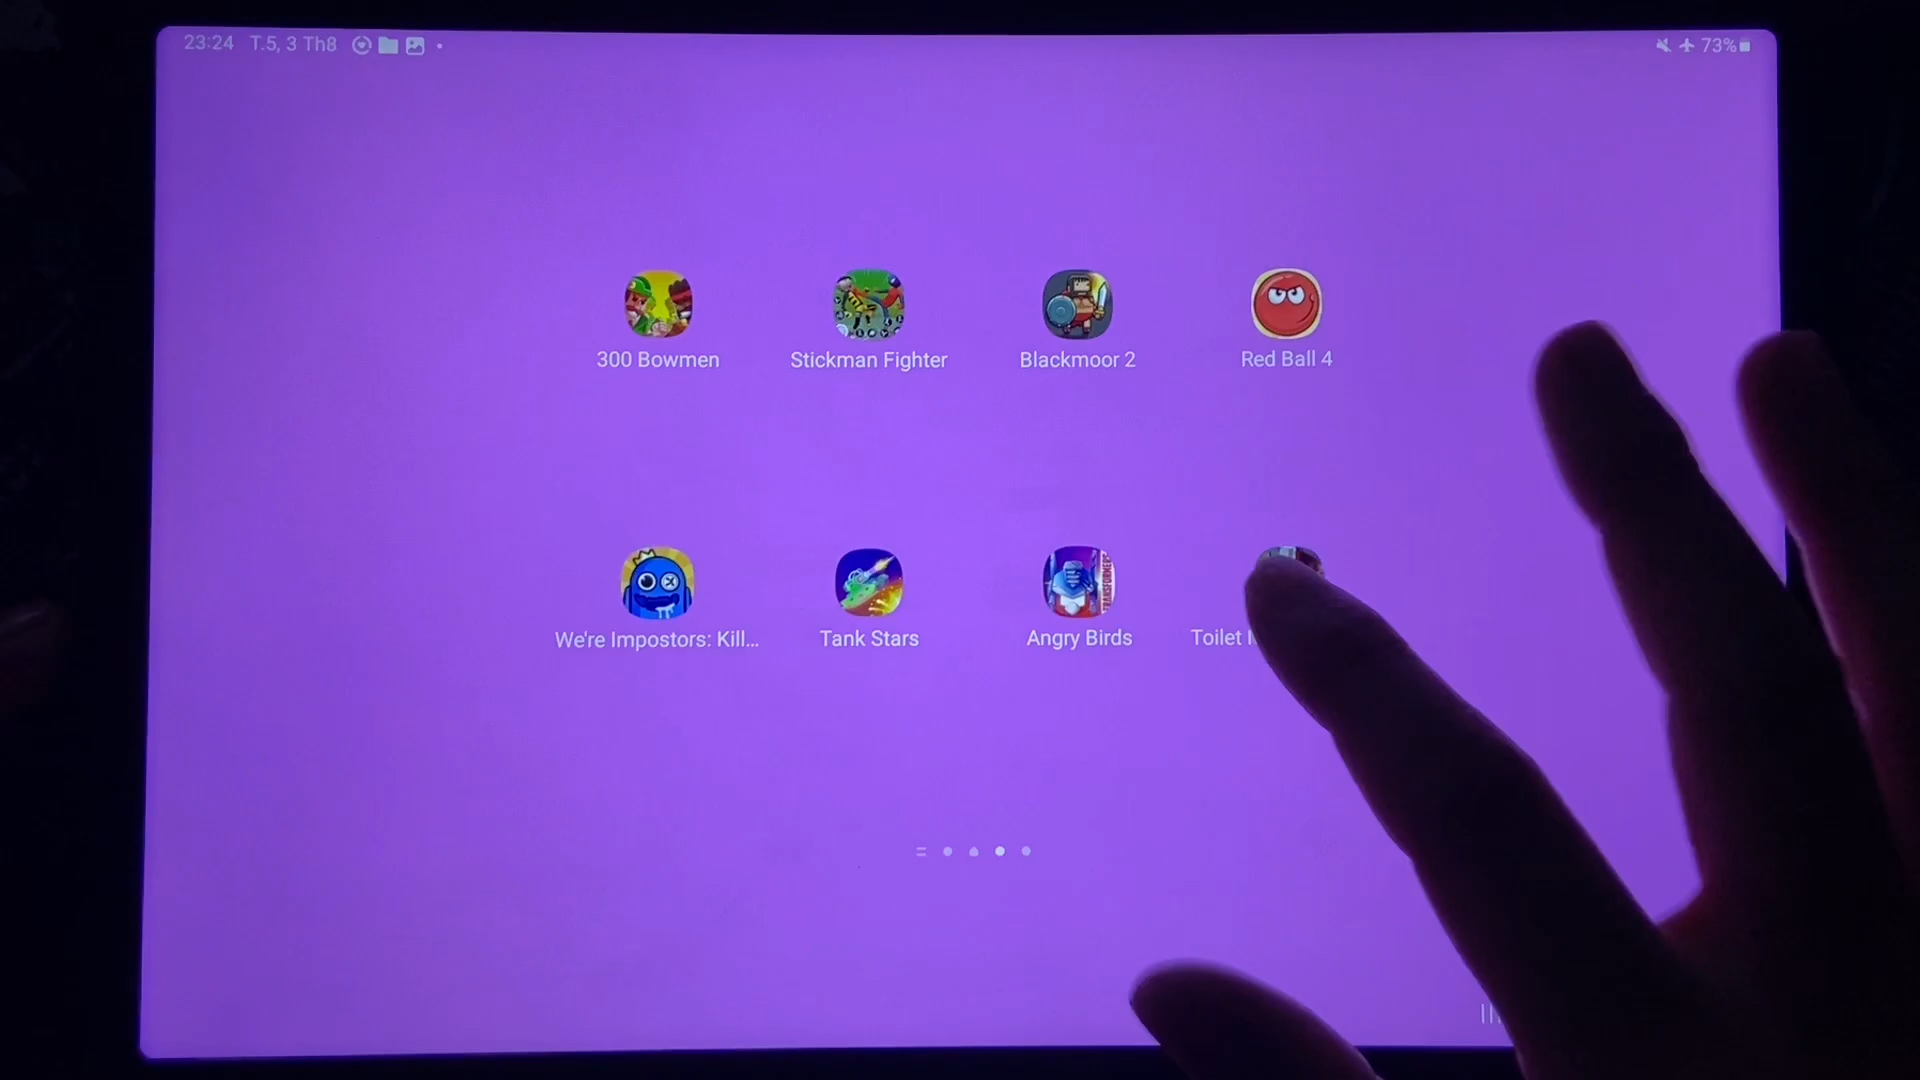 23:24 T.5, 3 Th8
73%
300 Bowmen
Stickman Fighter
Blackmoor 2
Red Ball 4
We're Impostors: Kill...
Tank Stars
Angry Birds
Toilet
TRANSFORMERS